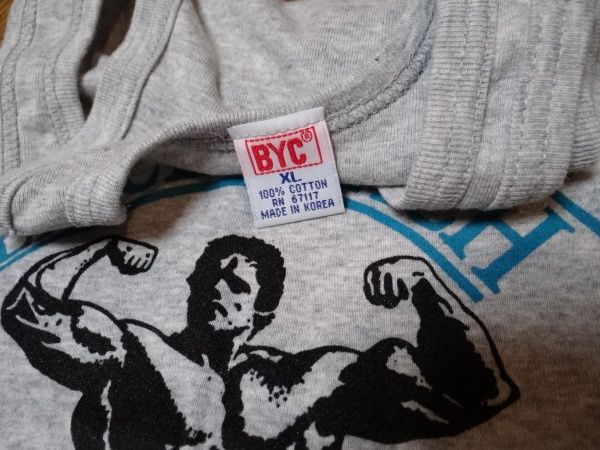 BYC®
XL
100% COTTON
RN 67117
MADE IN KOREA